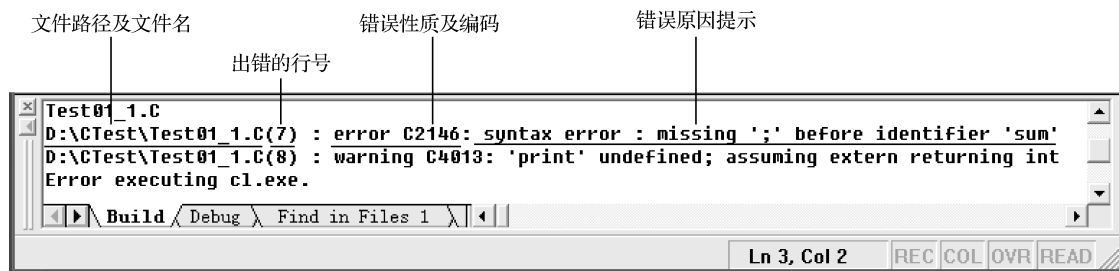 文件路径及文件名
错误性质及编码
错误原因提示
出错的行号
Test01_1.C
D:\CTest\Test01_1.C(7) : error C2146: syntax error : missing ';' before identifier 'sum'
D:\CTest\Test01_1.C(8) : warning C4013: 'print' undefined; assuming extern returning int
Error executing cl.exe.
Build Debug Find in Files 1
Ln 3, Col 2 REC COL OVR READ